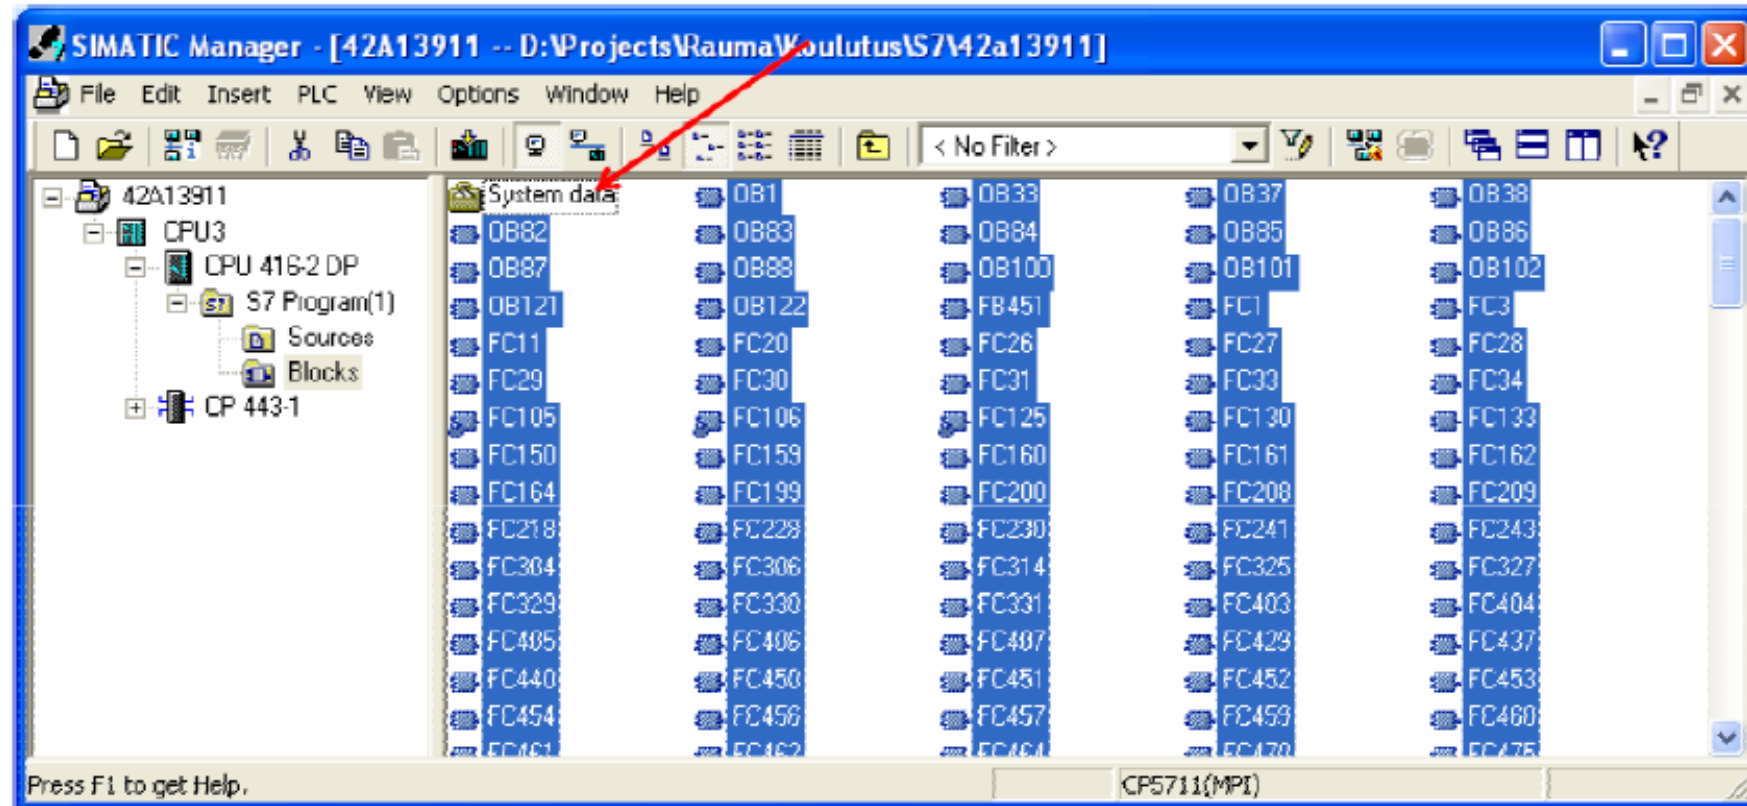 SIMATIC Manager - [42A13911 -- D:\Projects\Rauma\Koulutus\S7\42a13911]
File Edit Insert PLC View Options Window Help
< No Filter >
42A13911
CPU3
CPU 416-2 DP
S7 Program(1)
Sources
Blocks
CP 443-1
System data OB1 OB33 OB37 OB38
OB82 OB83 OB84 OB85 OB86
OB87 OB88 OB100 OB101 OB102
OB121 OB122 FB451 FC1 FC3
FC11 FC20 FC26 FC27 FC28
FC29 FC30 FC31 FC33 FC34
FC105 FC106 FC125 FC130 FC133
FC150 FC159 FC160 FC161 FC162
FC164 FC199 FC200 FC208 FC209
FC218 FC228 FC230 FC241 FC243
FC304 FC306 FC314 FC325 FC327
FC329 FC330 FC331 FC403 FC404
FC405 FC406 FC407 FC429 FC437
FC440 FC450 FC451 FC452 FC453
FC454 FC456 FC457 FC459 FC460
FC461 FC462 FC464 FC470 FC475
Press F1 to get Help.
CP5711(MPI)